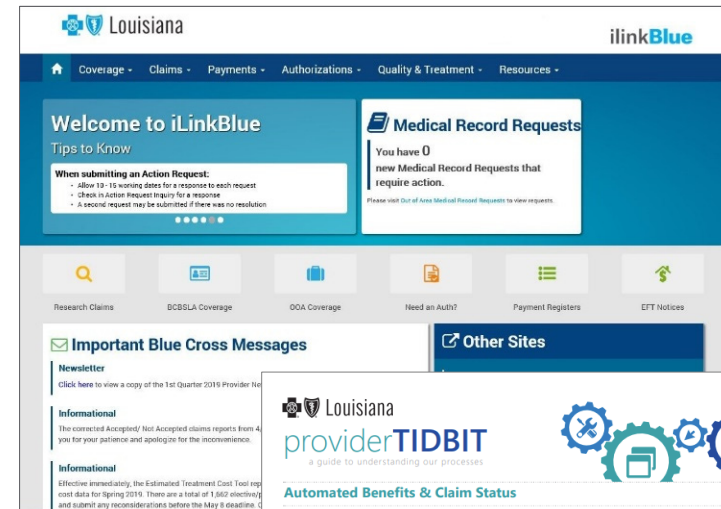 Louisiana
ilinkBlue
Coverage
Claims
Payments
Authorizations
Quality & Treatment
Resources
Welcome to iLinkBlue
Tips to Know
When submitting an Action Request:
• Allow 10 - 15 working dates for a response to each request
• Check in Action Request Inquiry for a response
• A second request may be submitted if there was no resolution
Medical Record Requests
You have 0
new Medical Record Requests that
require action.
Please visit Out of Area Medical Record Requests to view requests.
Research Claims
BCBSLA Coverage
OOA Coverage
Need an Auth?
Payment Registers
EFT Notices
Important Blue Cross Messages
Newsletter
Click here to view a copy of the 1st Quarter 2019 Provider Ne
Informational
The corrected Accepted/ Not Accepted claims reports from 4,
you for your patience and apologize for the inconvenience.
Informational
Effective immediately, the Estimated Treatment Cost Tool rep
cost data for Spring 2019. There are a total of 1,662 elective/p
and submit any reconsiderations before the May 8 deadline. C
Other Sites
Louisiana
providerTIDBIT
a guide to understanding our processes
Automated Benefits & Claim Status